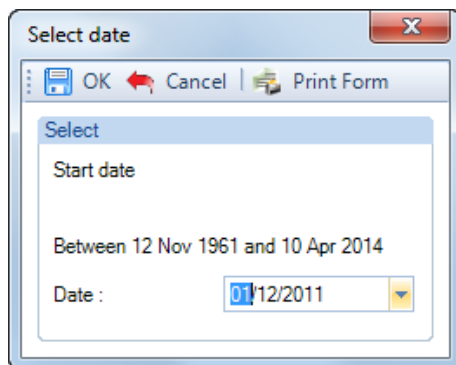 Select date
OK Cancel Print Form
Select
Start date
Between 12 Nov 1961 and 10 Apr 2014
Date : 01/12/2011